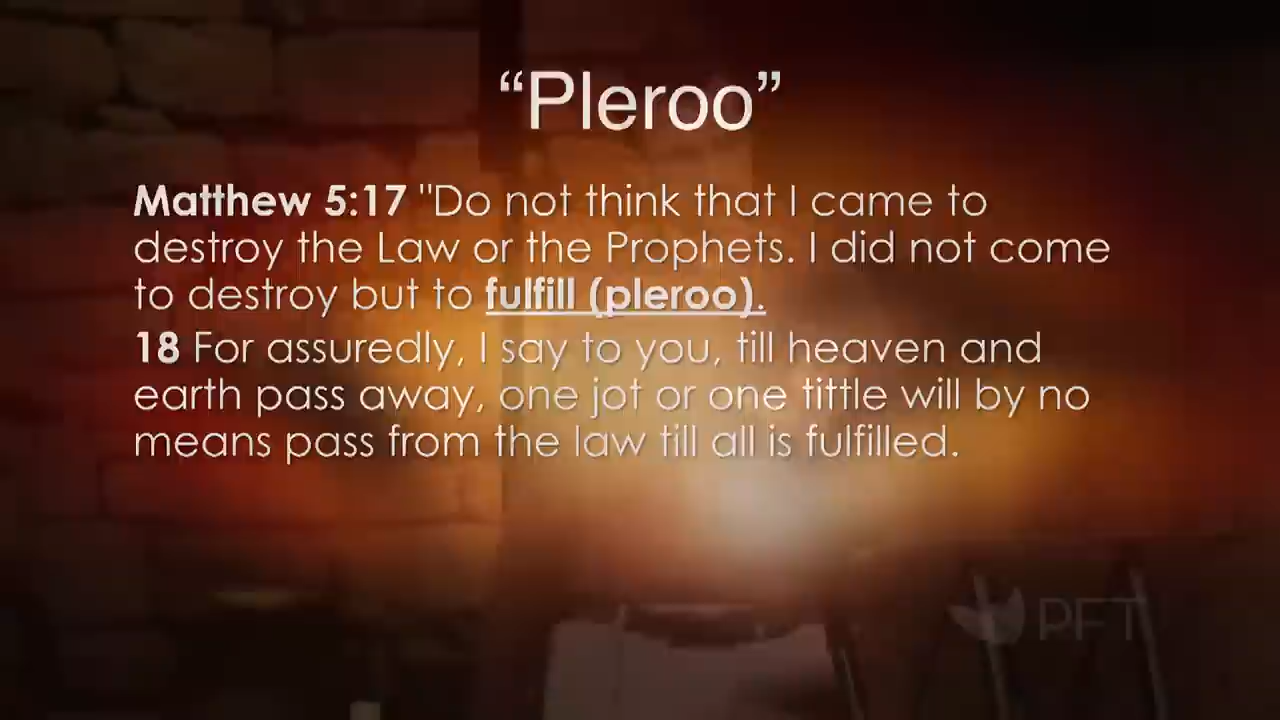 “Pleroo”
Matthew 5:17 "Do not think that I came to
destroy the Law or the Prophets. I did not come
to destroy but to fulfill (pleroo).
18 For assuredly, I say to you, till heaven and
earth pass away, one jot or one tittle will by no
means pass from the law till all is fulfilled.
PFT